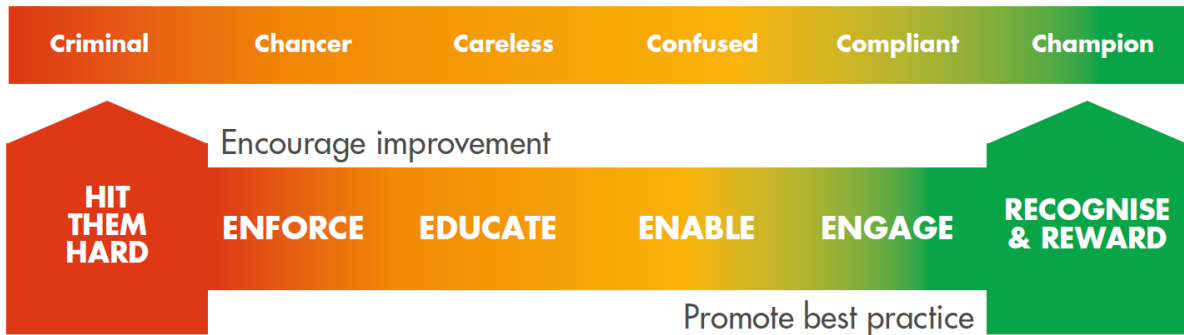 Criminal Chancer Careless Confused Compliant Champion
Encourage improvement
HIT
THEM
HARD
ENFORCE EDUCATE ENABLE ENGAGE
RECOGNISE
& REWARD
Promote best practice